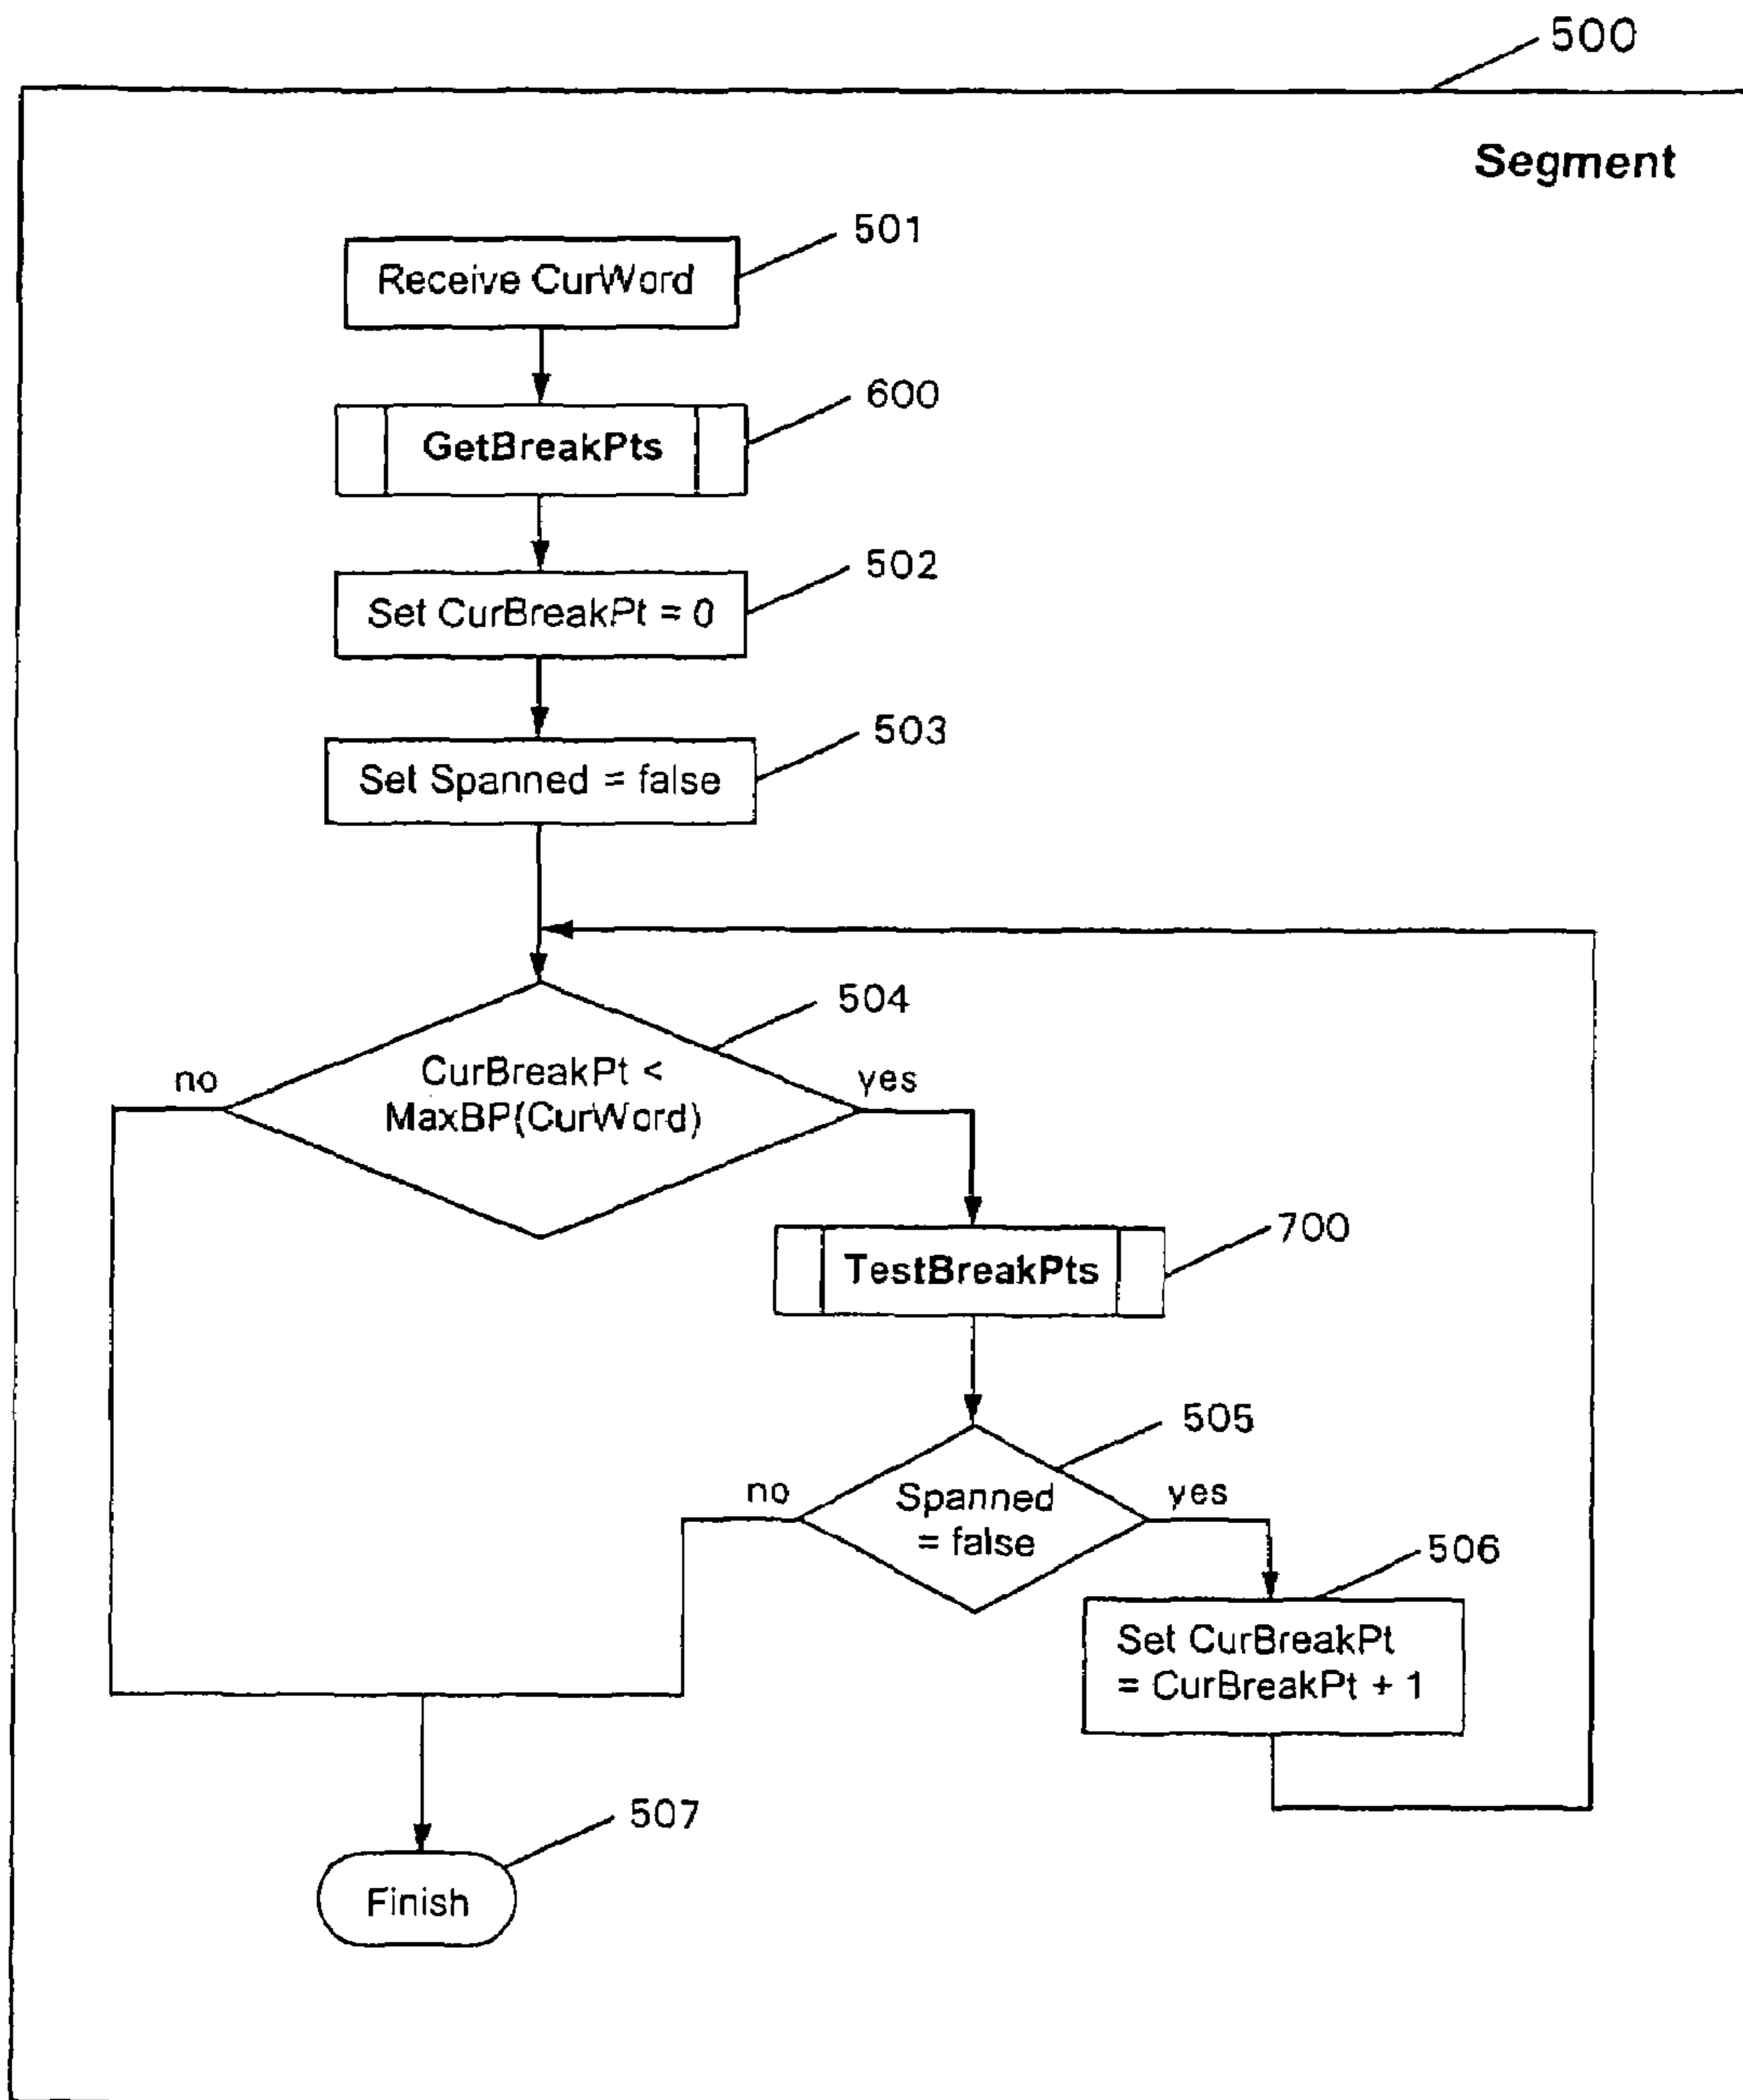 500
Segment
501
Receive CurWord
600
GetBreakPts
502
Set CurBreakPt = 0
503
Set Spanned = false
504
no
CurBreakPt <
MaxBP(CurWord)
yes
700
TestBreakPts
505
no
Spanned
= false
yes
506
Set CurBreakPt
= CurBreakPt + 1
507
Finish